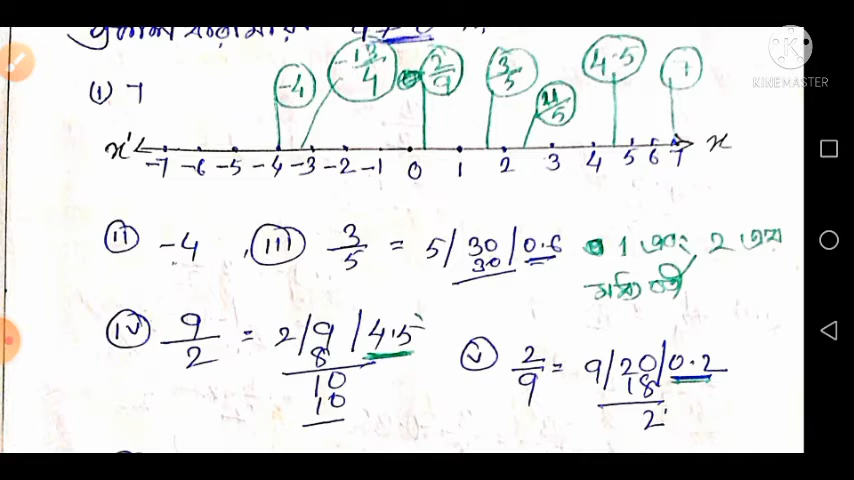 (i) 7
-4 -13/4 2/9 3/5 11/5 4.5 7
x' -7 -6 -5 -4 -3 -2 -1 0 1 2 3 4 5 6 7 x
(ii) -4 , (iii) 3/5 = 5/30/0.6 1 এবং 2 এর
30 মধ্যবর্তী
(iv) 9/2 = 2/9/4.5
8
10
10
(v) 2/9 = 9/20/0.2
18
2
KINEMASTER